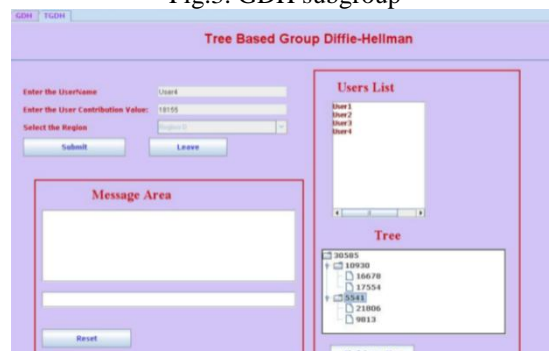 Fig.3. GDH subgroup
GDH TGDH
Tree Based Group Diffie-Hellman
Enter the UserName User4
Enter the User Contribution Value: 18155
Select the Region Region D
Submit Leave
Message Area
Reset
Users List
User1
User2
User3
User4
Tree
30585
10930
16678
17554
5541
21806
9813